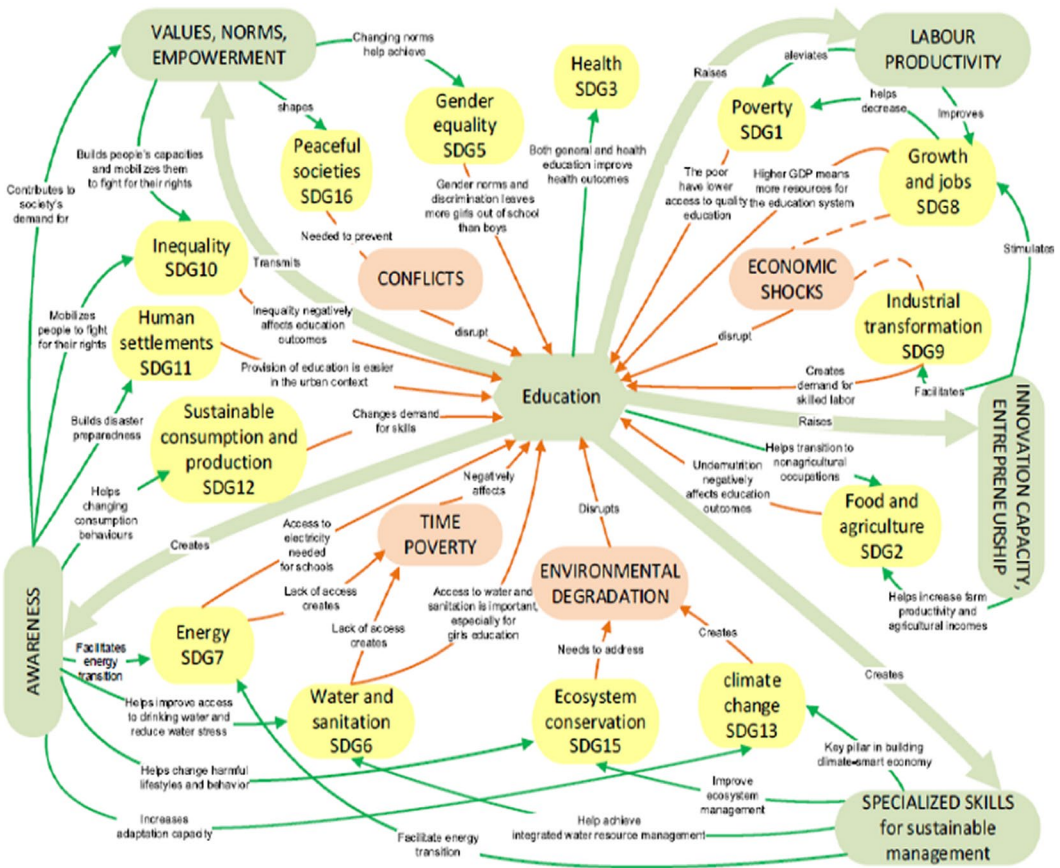 VALUES, NORMS,
EMPOWERMENT
Changing norms
help achieve
Health
SDG3
Raises
LABOUR
PRODUCTIVITY
aleviates
helps
decrease
Improves
Gender
equality
SDG5
Poverty
SDG1
shapes
Peaceful
societies
SDG16
Builds people's capacities
and mobilizes them
to fight for their rights
Both general and health
education improve
health outcomes
Growth
and jobs
SDG8
The poor
have lower
access to quality
education
Higher GDP means
more resources for
the education system
Contributes to
society's
demand for
Gender norms and
discrimination leaves
more girls out of school
than boys
Needed to prevent
Inequality
SDG10
Transmits
CONFLICTS
ECONOMIC
SHOCKS
Stimulates
Mobilizes
people to fight
for their rights
Human
settlements
SDG11
Inequality negatively
affects education
outcomes
disrupt
disrupt
Industrial
transformation
SDG9
Provision of education is easier
in the urban context
Creates
demand for
skilled labor
Facilitates
Education
Sustainable
consumption and
production
SDG12
Changes demand
for skills
Raises
INNOVATION CAPACITY,
ENTREPRENEURSHIP
Builds disaster
preparedness
Helps transition to
nonagricultural
occupations
Undernutrition
negatively
affects education
outcomes
Helps
changing
consumption
behaviours
Negatively
affects
Food and
agriculture
SDG2
Creates
Access to
electricity
needed
for schools
TIME
POVERTY
Disrupts
ENVIRONMENTAL
DEGRADATION
Lack of access
creates
Access to water and
sanitation is important,
especially for
girls education
Helps increase farm
productivity and
agricultural incomes
AWARENESS
Energy
SDG7
Lack of access
creates
Creates
Needs to address
Facilitates
energy
transition
Creates
Water and
sanitation
SDG6
Ecosystem
conservation
SDG15
climate
change
SDG13
Helps improve access
to drinking water and
reduce water stress
Key pillar in building
climate-smart economy
Helps change harmful
lifestyles and behavior
Improve
ecosystem
management
Increases
adaptation capacity
Help achieve
integrated water resource management
Facilitate energy
transition
SPECIALIZED SKILLS
for sustainable
management